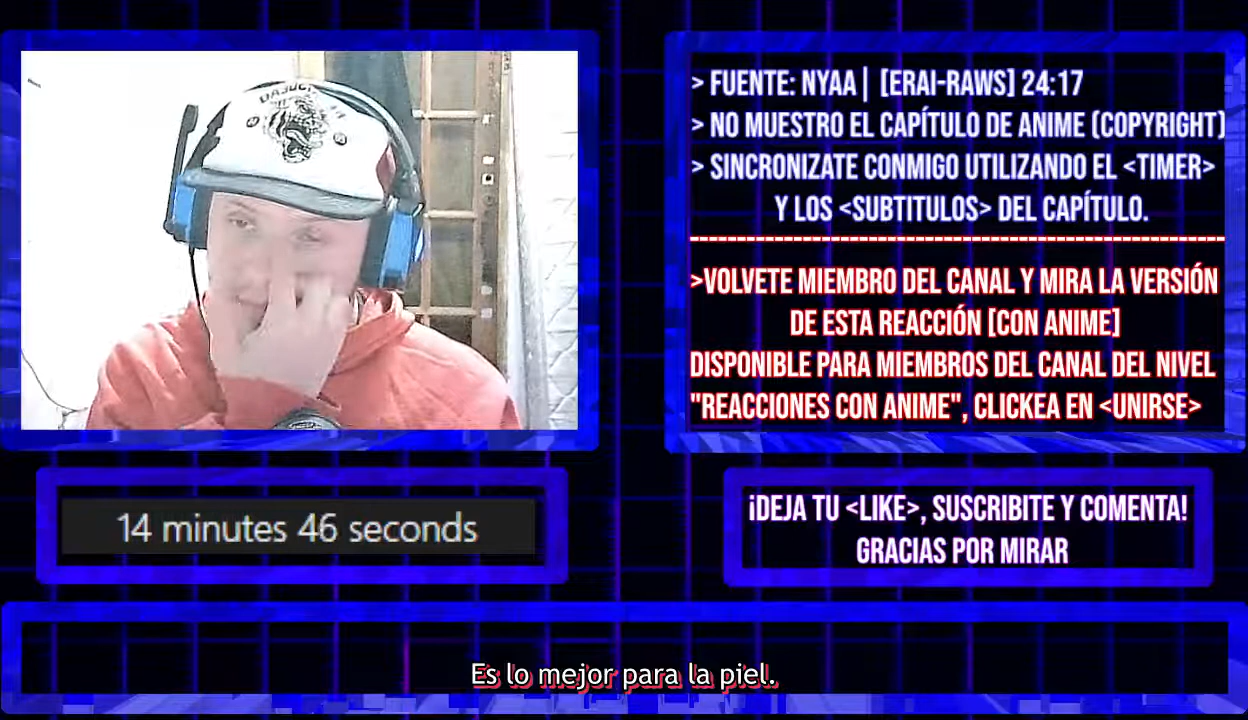 > FUENTE: NYAA| [ERAI-RAWS] 24:17
> NO MUESTRO EL CAPÍTULO DE ANIME (COPYRIGHT)
> SINCRONIZATE CONMIGO UTILIZANDO EL <TIMER>
Y LOS <SUBTITULOS> DEL CAPÍTULO.
>VOLVETE MIEMBRO DEL CANAL Y MIRA LA VERSIÓN
DE ESTA REACCIÓN [CON ANIME]
DISPONIBLE PARA MIEMBROS DEL CANAL DEL NIVEL
"REACCIONES CON ANIME", CLICKEA EN <UNIRSE>
14 minutes 46 seconds
¡DEJA TU <LIKE>, SUSCRIBITE Y COMENTA!
GRACIAS POR MIRAR
Es lo mejor para la piel.